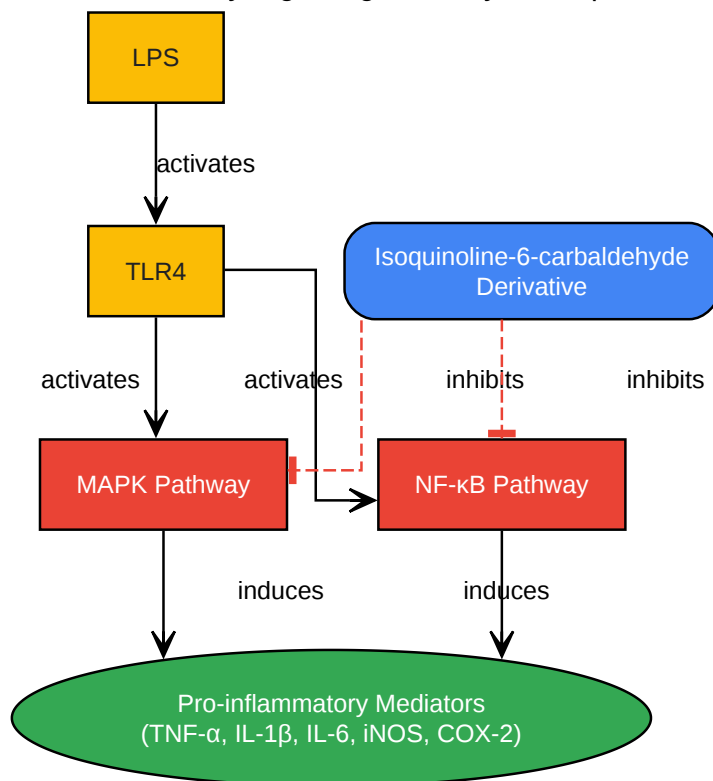 LPS
activates
TLR4
Isoquinoline-6-carbaldehyde
Derivative
activates
activates
inhibits
inhibits
MAPK Pathway
NF-κB Pathway
induces
induces
Pro-inflammatory Mediators
(TNF-α, IL-1β, IL-6, iNOS, COX-2)